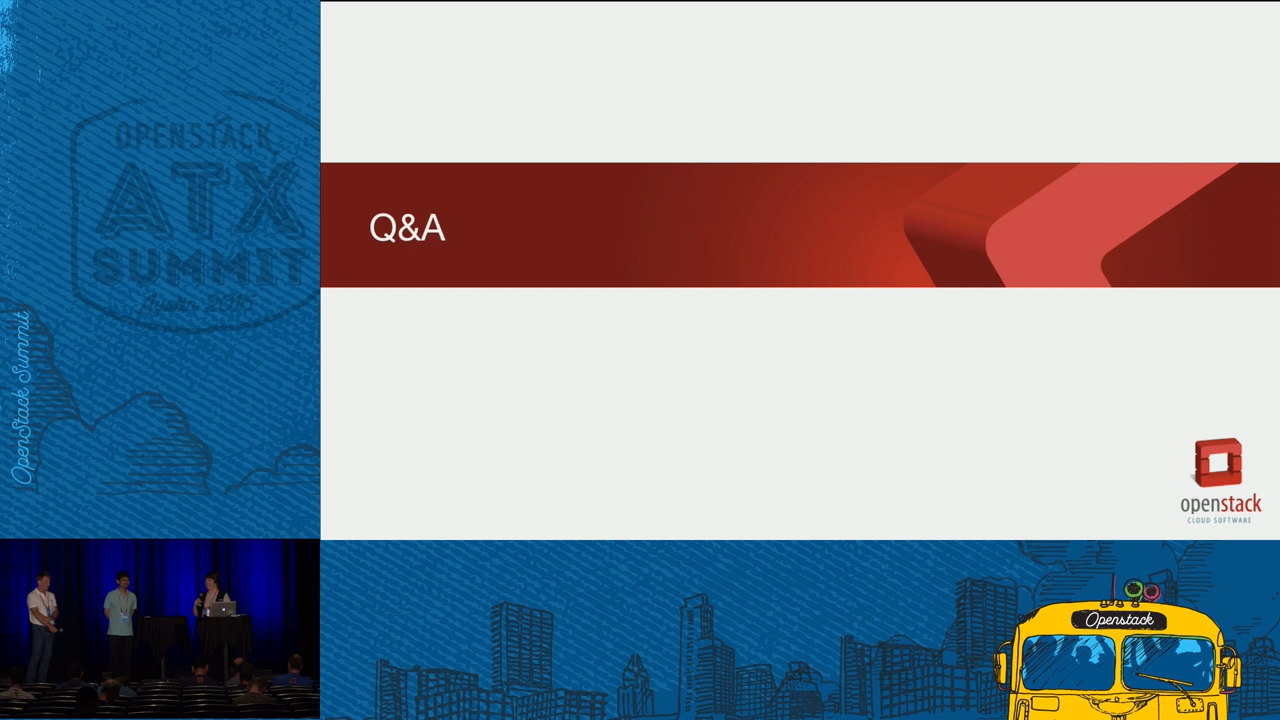 OPENSTACK
ATX
SUMMIT
Austin 2016
OpenStack Summit
Q&A
openstack
CLOUD SOFTWARE
Openstack